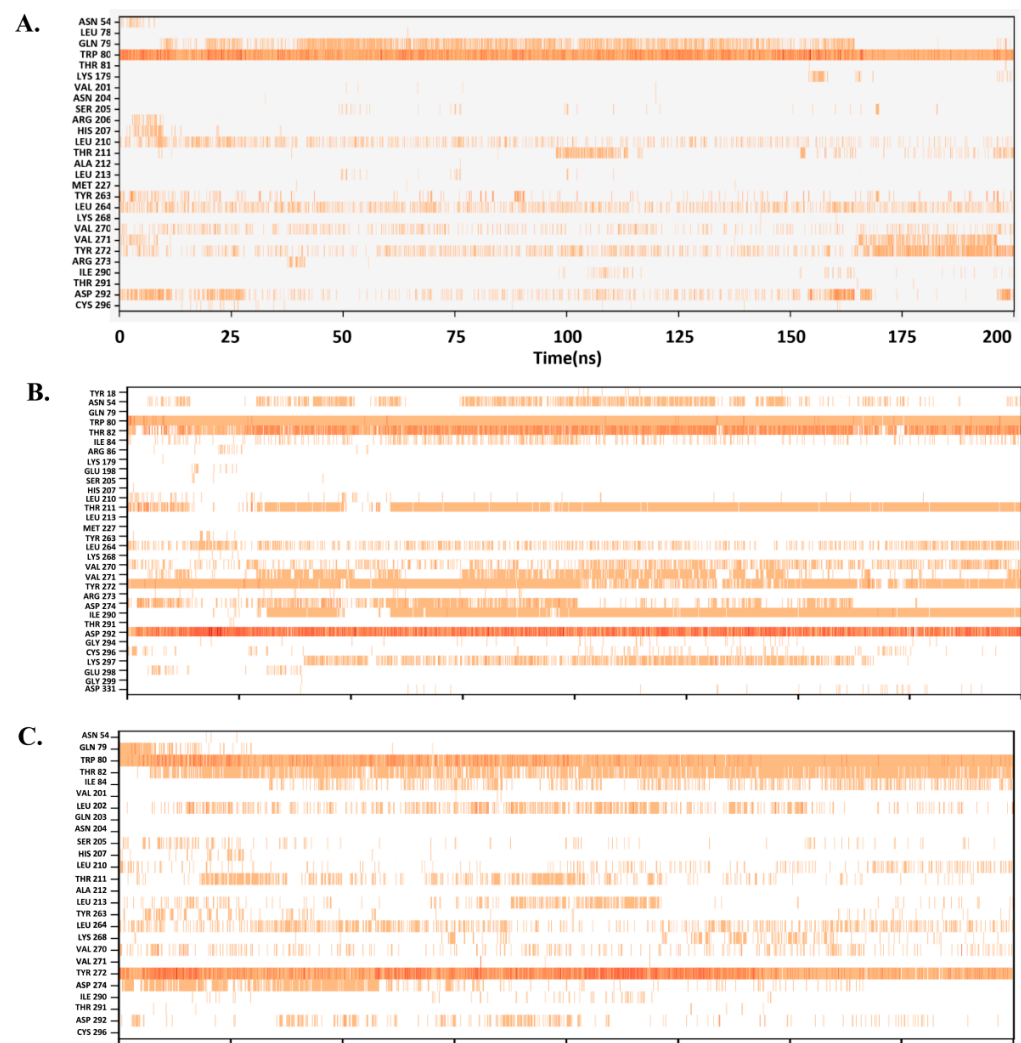 A.
ASN 54
LEU 78
GLN 79
TRP 80
THR 81
LYS 179
VAL 201
ASN 204
SER 205
ARG 206
HIS 207
LEU 210
THR 211
ALA 212
LEU 213
MET 227
TYR 263
LEU 264
LYS 268
VAL 270
VAL 271
TYR 272
ARG 273
ILE 290
THR 291
ASP 292
CYS 296
0 25 50 75 100 125 150 175 200
Time(ns)
B.
TYR 18
ASN 54
GLN 79
TRP 80
THR 82
ILE 84
ARG 86
LYS 179
GLU 198
SER 205
HIS 207
LEU 210
THR 211
LEU 213
MET 227
TYR 263
LEU 264
LYS 268
VAL 270
VAL 271
TYR 272
ARG 273
ASP 274
ILE 290
THR 291
ASP 292
GLY 294
CYS 296
LYS 297
GLU 298
GLY 299
ASP 331
C.
ASN 54
GLN 79
TRP 80
THR 82
ILE 84
VAL 201
LEU 202
GLN 203
ASN 204
SER 205
HIS 207
LEU 210
THR 211
ALA 212
LEU 213
TYR 263
LEU 264
LYS 268
VAL 270
VAL 271
TYR 272
ASP 274
ILE 290
THR 291
ASP 292
CYS 296